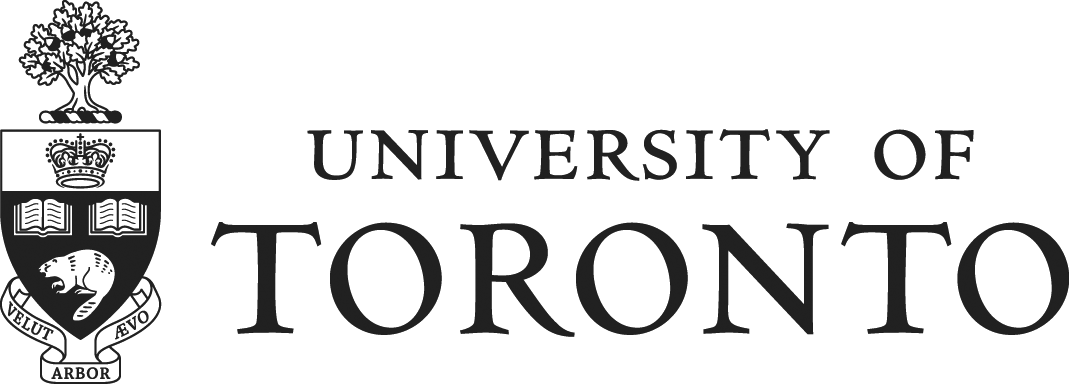 UNIVERSITY OF
TORONTO
VELUT
ARBOR
ÆVO